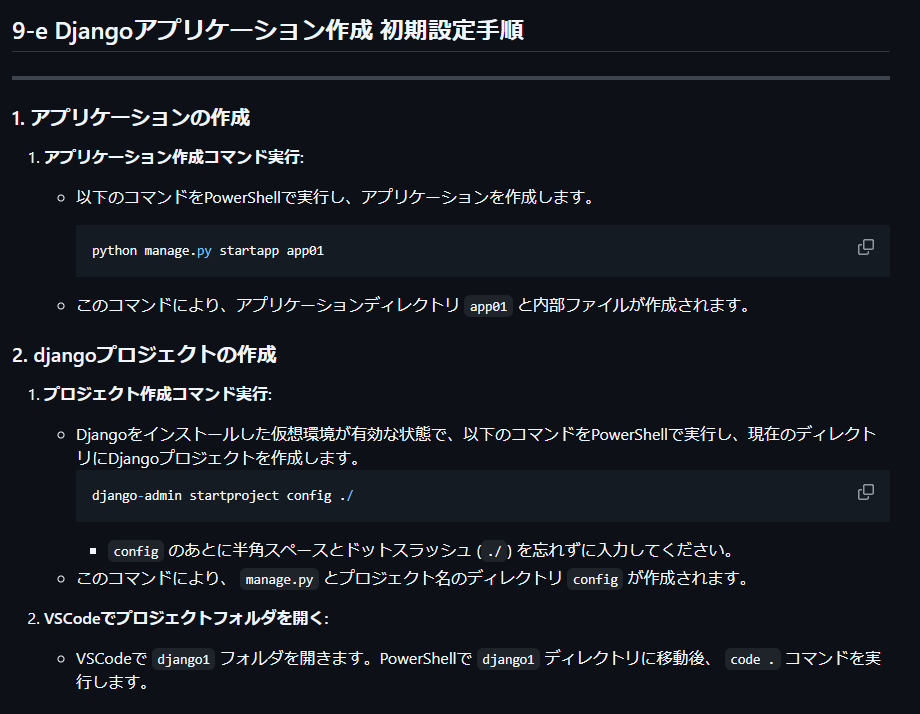 9-e Djangoアプリケーション作成 初期設定手順
1. アプリケーションの作成
1. アプリケーション作成コマンド実行:
以下のコマンドをPowerShellで実行し、アプリケーションを作成します。
python manage.py startapp app01
このコマンドにより、アプリケーションディレクトリ app01 と内部ファイルが作成されます。
2. djangoプロジェクトの作成
1. プロジェクト作成コマンド実行:
Djangoをインストールした仮想環境が有効な状態で、以下のコマンドをPowerShellで実行し、現在のディレクト
リにDjangoプロジェクトを作成します。
django-admin startproject config ./
config のあとに半角スペースとドットスラッシュ ( ./ ) を忘れずに入力してください。
このコマンドにより、 manage.py とプロジェクト名のディレクトリ config が作成されます。
2. VSCodeでプロジェクトフォルダを開く:
VSCodeで django1 フォルダを開きます。PowerShellで django1 ディレクトリに移動後、 code . コマンドを実
行します。